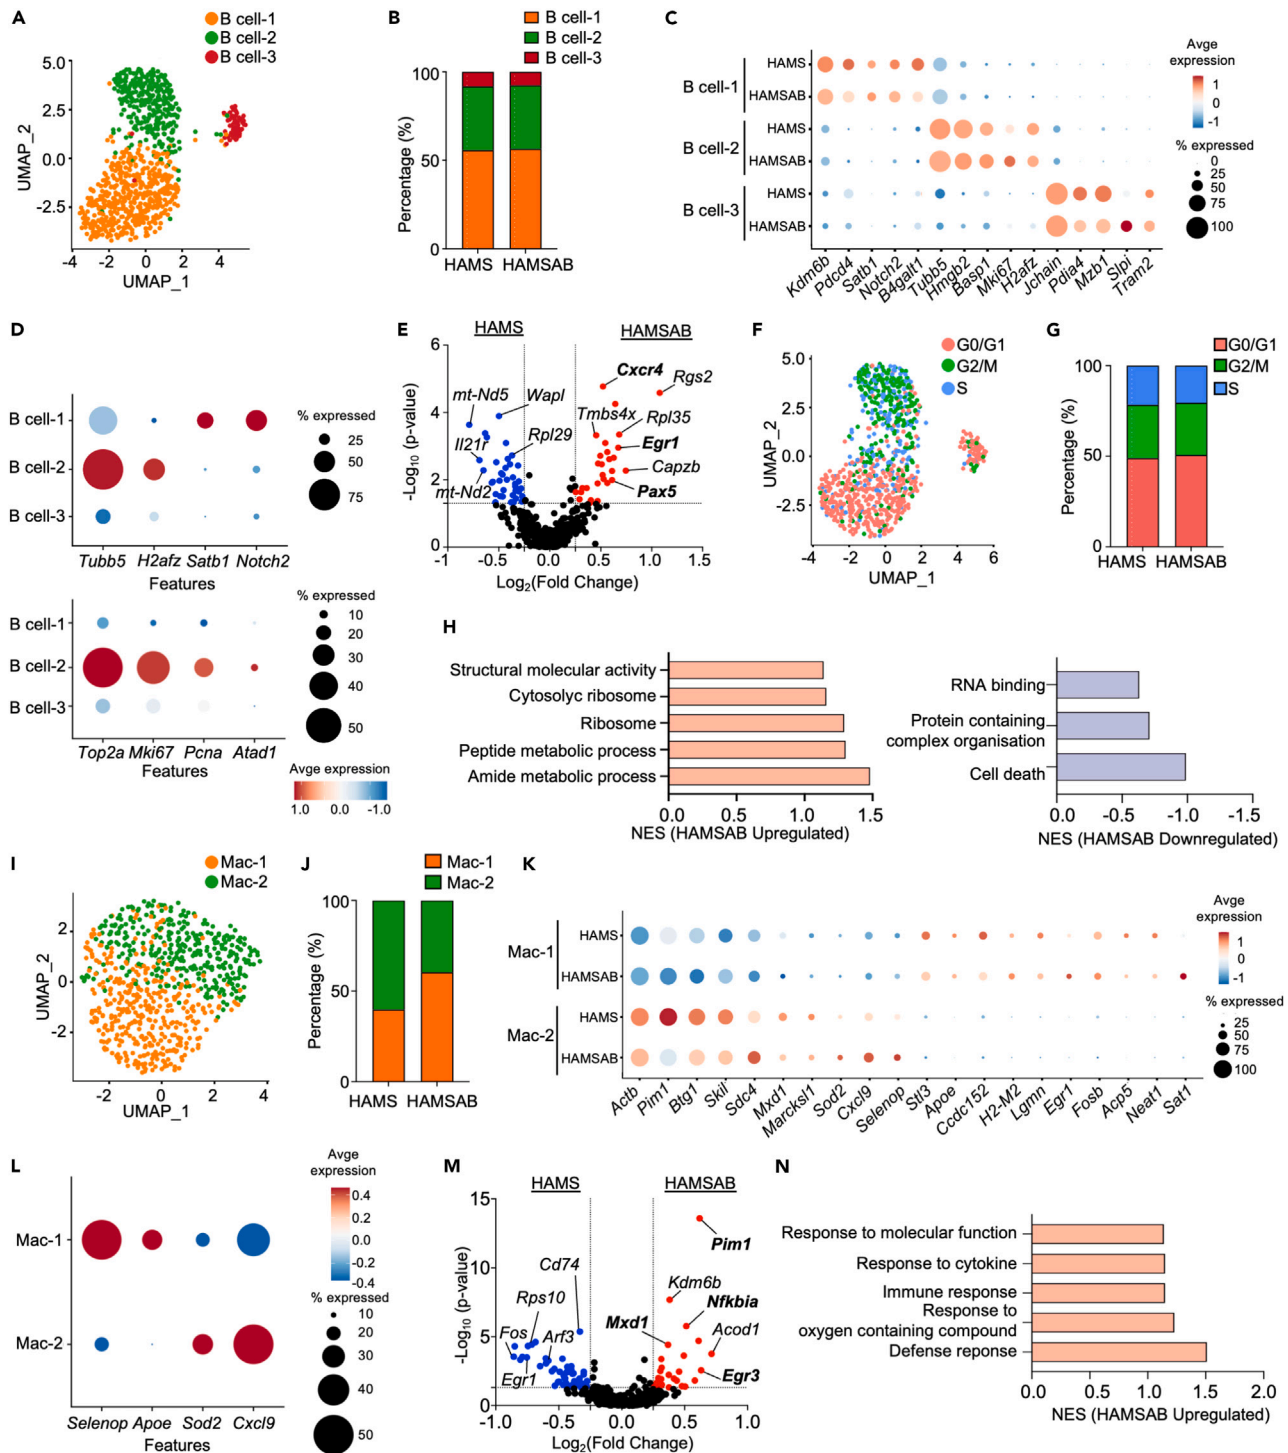 A
B cell-1
B cell-2
B cell-3
5.0
2.5
0.0
-2.5
UMAP_2
-4 -2 0 2 4 6
UMAP_1
B
B cell-1
B cell-2
B cell-3
100
50
0
Percentage (%)
HAMS HAMSAB
C
B cell-1
HAMS
HAMSAB
B cell-2
HAMS
HAMSAB
B cell-3
HAMS
HAMSAB
Kdm6b Pdcd4 Satb1 Notch2 B4galt1 Tubb5 Hmgb2 Basp1 Mki67 H2afz Jchain Pdia4 Mzb1 Slpi Tram2
Avge
expression
1
0
-1
% expressed
0
25
50
75
100
D
B cell-1
B cell-2
B cell-3
Tubb5 H2afz Satb1 Notch2
Features
% expressed
25
50
75
B cell-1
B cell-2
B cell-3
Top2a Mki67 Pcna Atad1
Features
% expressed
10
20
30
40
50
Avge expression
1.0 0.0 -1.0
E
HAMS
HAMSAB
6
4
2
0
-Log10 (p-value)
mt-Nd5
Wapl
Il21r
Rpl29
mt-Nd2
Cxcr4
Rgs2
Tmbs4x
Rpl35
Egr1
Capzb
Pax5
-1 -0.5 0.0 0.5 1.0 1.5
Log2(Fold Change)
F
G0/G1
G2/M
S
5.0
2.5
0.0
-2.5
UMAP_2
-4 -2 0 2 4 6
UMAP_1
G
G0/G1
G2/M
S
100
50
0
Percentage (%)
HAMS HAMSAB
H
Structural molecular activity
Cytosolyc ribosome
Ribosome
Peptide metabolic process
Amide metabolic process
0.0 0.5 1.0 1.5
NES (HAMSAB Upregulated)
RNA binding
Protein containing
complex organisation
Cell death
0.0 -0.5 -1.0 -1.5
NES (HAMSAB Downregulated)
I
Mac-1
Mac-2
2
0
-2
UMAP_2
-2 0 2 4
UMAP_1
J
Mac-1
Mac-2
100
50
0
Percentage (%)
HAMS HAMSAB
K
Mac-1
HAMS
HAMSAB
Mac-2
HAMS
HAMSAB
Actb Pim1 Btg1 Skil Sdc4 Mxd1 Marcksl1 Sod2 Cxcl9 Selenop Stl3 Apoe Ccdc152 H2-M2 Lgmn Egr1 Fosb Acp5 Neat1 Sat1
Avge
expression
1
0
-1
% expressed
25
50
75
100
L
Mac-1
Mac-2
Selenop Apoe Sod2 Cxcl9
Features
Avge
expression
0.4
0.2
0.0
-0.2
-0.4
% expressed
10
20
30
40
50
M
HAMS
HAMSAB
15
10
5
0
-Log10 (p-value)
Cd74
Rps10
Fos
Arf3
Egr1
Pim1
Kdm6b
Nfkbia
Mxd1
Acod1
Egr3
-1 -0.5 0.0 0.5 1.0
Log2(Fold Change)
N
Response to molecular function
Response to cytokine
Immune response
Response to
oxygen containing compound
Defense reponse
0.0 0.5 1.0 1.5 2.0
NES (HAMSAB Upregulated)